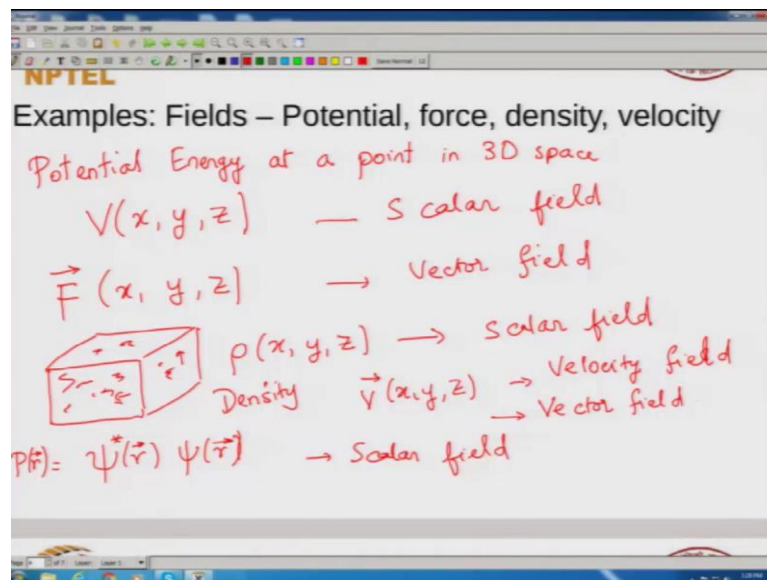 NPTEL
Examples: Fields – Potential, force, density, velocity
Potential Energy at a point in 3D space
V(x, y, z) — Scalar field
F⃗ (x, y, z) → Vector field
ρ(x, y, z) → Scalar field
Density v⃗ (x, y, z) → Velocity field
→ Vector field
P(r⃗) = ψ*(r⃗) ψ(r⃗) → Scalar field